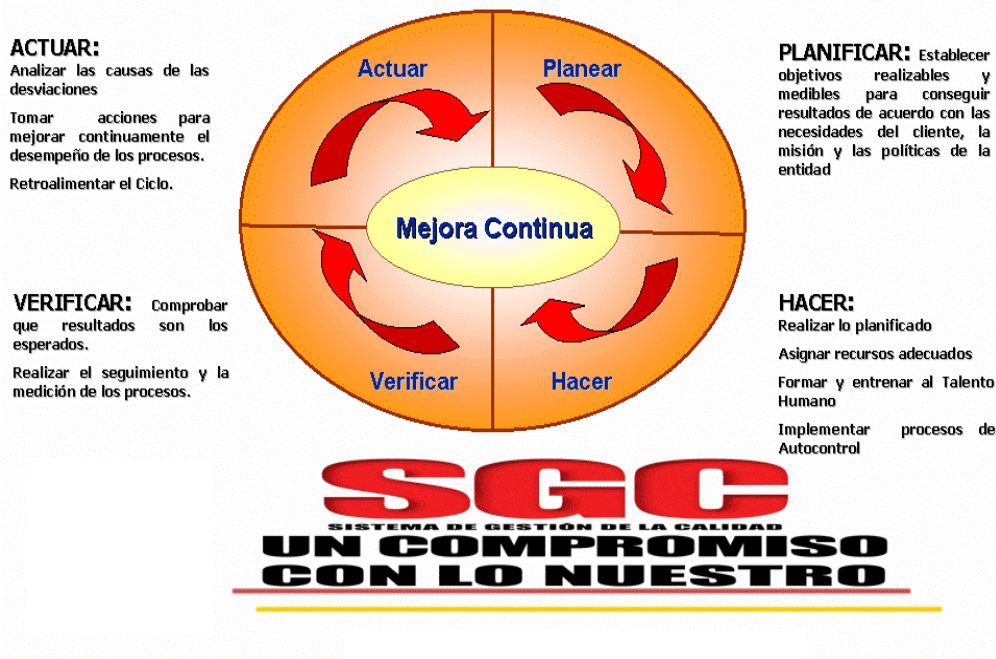 ACTUAR:
Analizar las causas de las
desviaciones
Tomar acciones para
mejorar continuamente el
desempeño de los procesos.
Retroalimentar el Ciclo.
Actuar
Planear
PLANIFICAR: Establecer
objetivos realizables y
medibles para conseguir
resultados de acuerdo con las
necesidades del cliente, la
misión y las políticas de la
entidad
Mejora Continua
VERIFICAR: Comprobar
que resultados son los
esperados.
Realizar el seguimiento y la
medición de los procesos.
Verificar
Hacer
HACER:
Realizar lo planificado
Asignar recursos adecuados
Formar y entrenar al Talento
Humano
Implementar procesos de
Autocontrol
SGC
SISTEMA DE GESTIÓN DE LA CALIDAD
UN COMPROMISO
CON LO NUESTRO